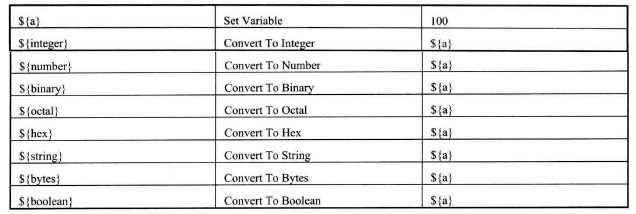 ${a} Set Variable 100
${integer} Convert To Integer ${a}
${number} Convert To Number ${a}
${binary} Convert To Binary ${a}
${octal} Convert To Octal ${a}
${hex} Convert To Hex ${a}
${string} Convert To String ${a}
${bytes} Convert To Bytes ${a}
${boolean} Convert To Boolean ${a}